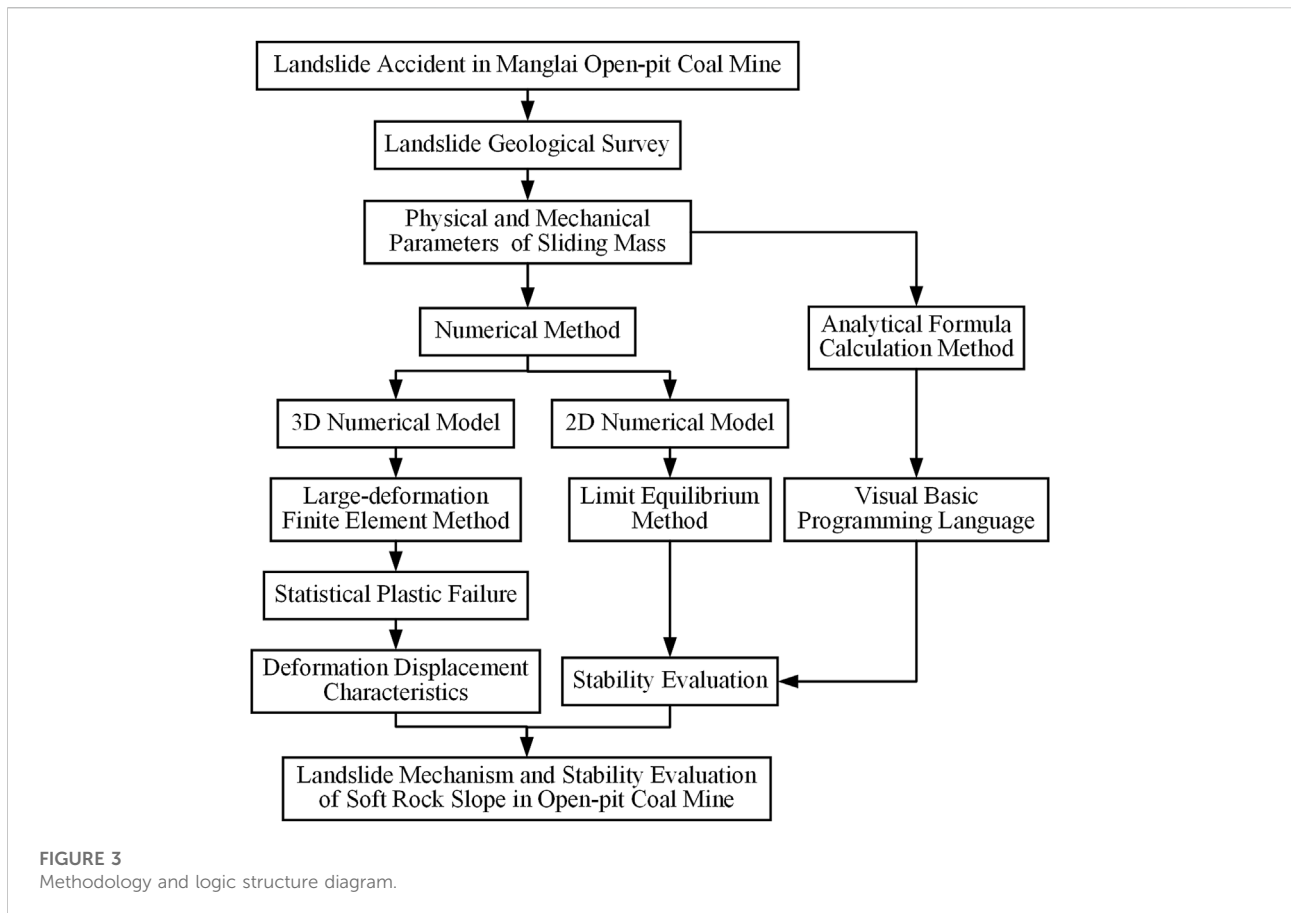 Landslide Accident in Manglai Open-pit Coal Mine
Landslide Geological Survey
Physical and Mechanical
Parameters of Sliding Mass
Numerical Method
Analytical Formula
Calculation Method
3D Numerical Model
2D Numerical Model
Large-deformation
Finite Element Method
Limit Equilibrium
Method
Visual Basic
Programming Language
Statistical Plastic Failure
Deformation Displacement
Characteristics
Stability Evaluation
Landslide Mechanism and Stability Evaluation
of Soft Rock Slope in Open-pit Coal Mine
FIGURE 3
Methodology and logic structure diagram.